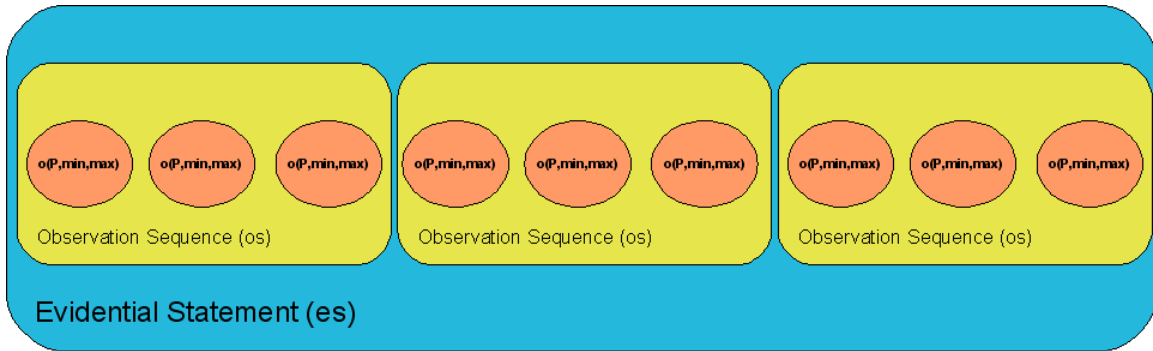 o(P,min,max) o(P,min,max) o(P,min,max) o(P,min,max) o(P,min,max) o(P,min,max) o(P,min,max) o(P,min,max) o(P,min,max)
Observation Sequence (os) Observation Sequence (os) Observation Sequence (os)
Evidential Statement (es)